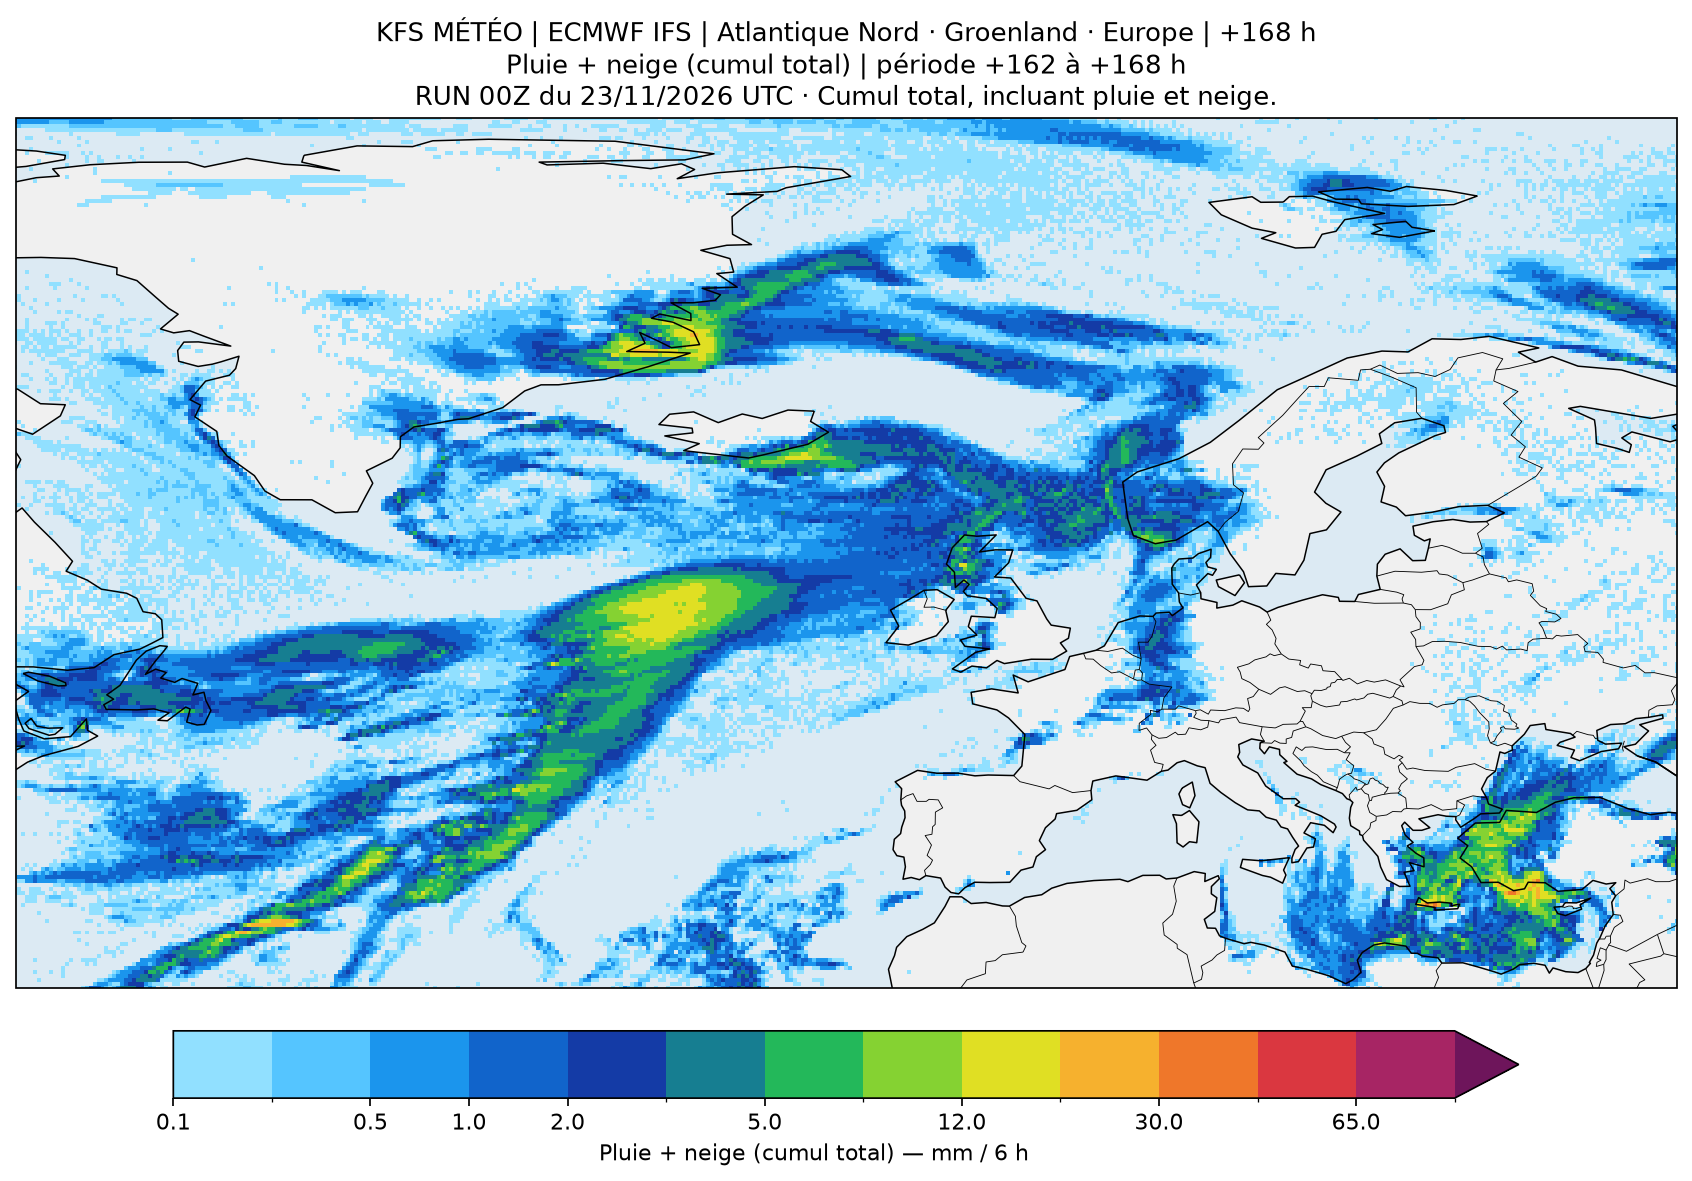 KFS MÉTÉO | ECMWF IFS | Atlantique Nord · Groenland · Europe | +168 h
Pluie + neige (cumul total) | période +162 à +168 h
RUN 00Z du 23/11/2026 UTC · Cumul total, incluant pluie et neige.
0.1 0.5 1.0 2.0 5.0 12.0 30.0 65.0
Pluie + neige (cumul total) — mm / 6 h